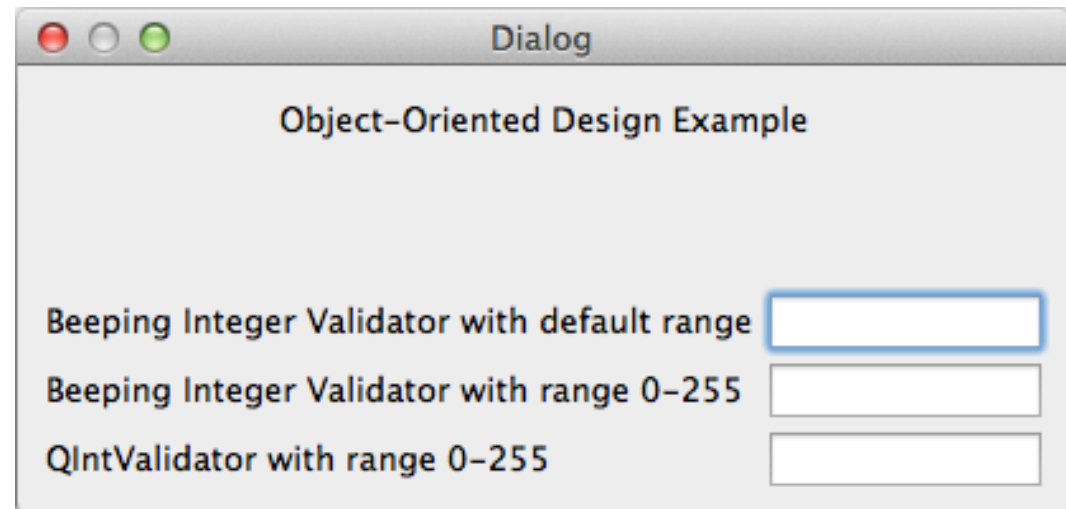 Dialog
Object-Oriented Design Example
Beeping Integer Validator with default range
Beeping Integer Validator with range 0-255
QIntValidator with range 0-255